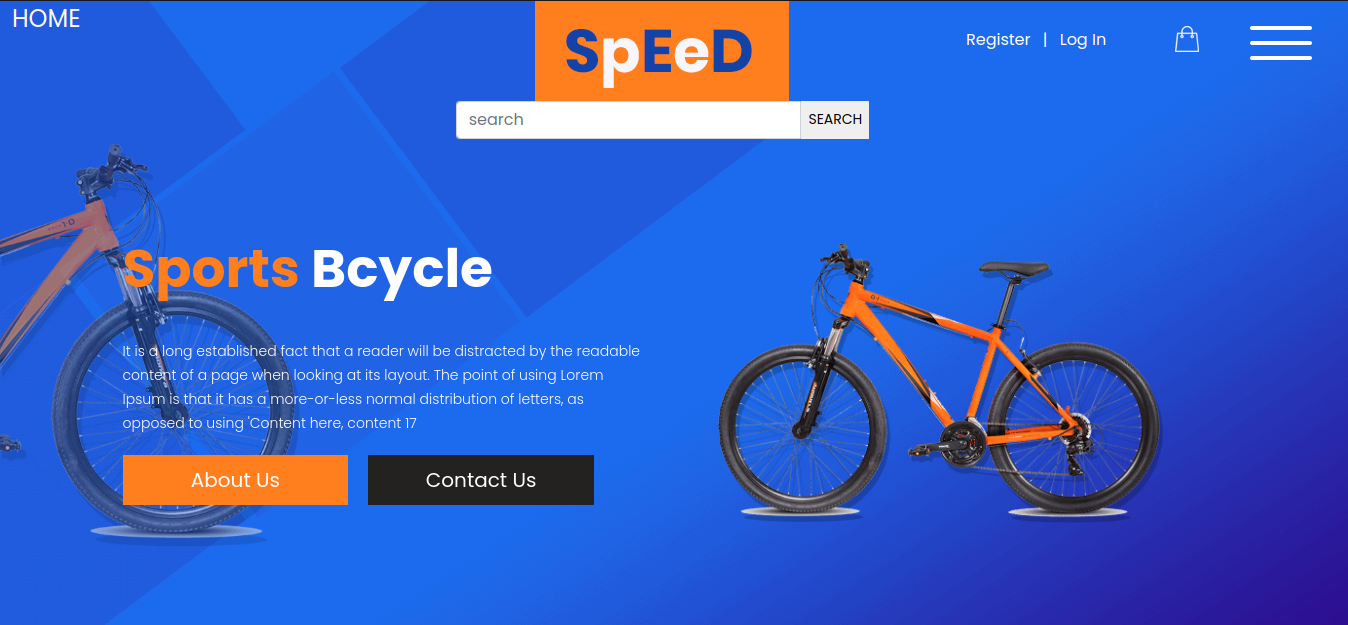 HOME
SpEeD
Register | Log In
search
SEARCH
Sports Bcycle
It is a long established fact that a reader will be distracted by the readable
content of a page when looking at its layout. The point of using Lorem
Ipsum is that it has a more-or-less normal distribution of letters, as
opposed to using 'Content here, content 17
About Us
Contact Us